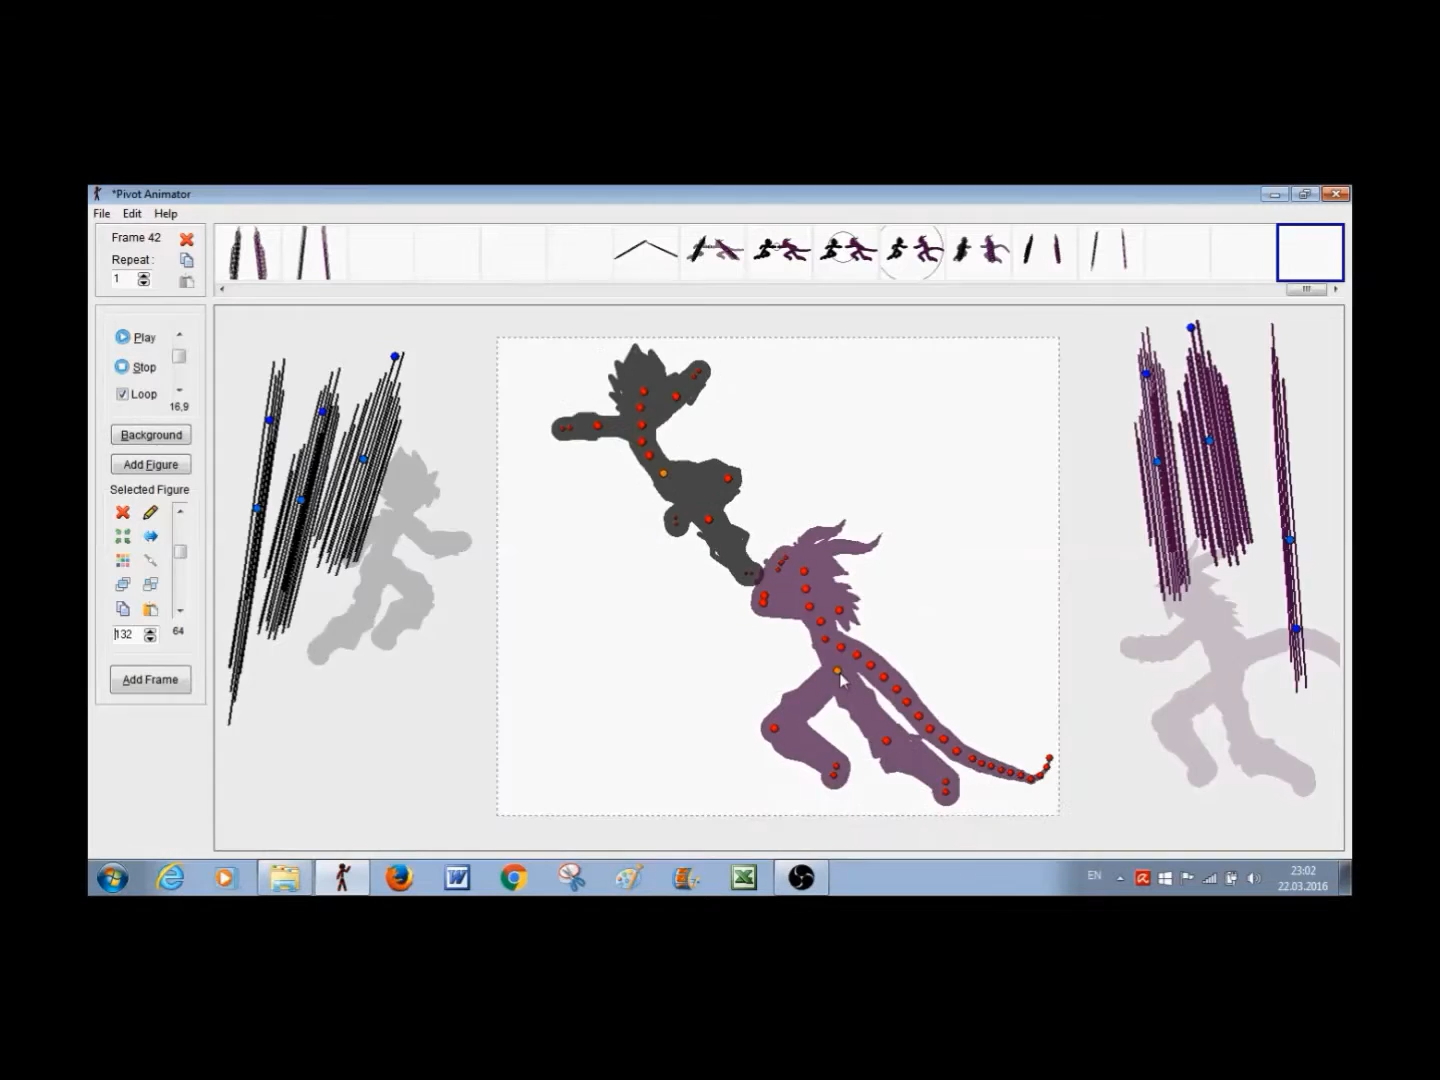 *Pivot Animator
File Edit Help
Frame 42
Repeat :
1
Play
Stop
Loop
16,9
Background
Add Figure
Selected Figure
132
64
Add Frame
EN
23:02
22.03.2016